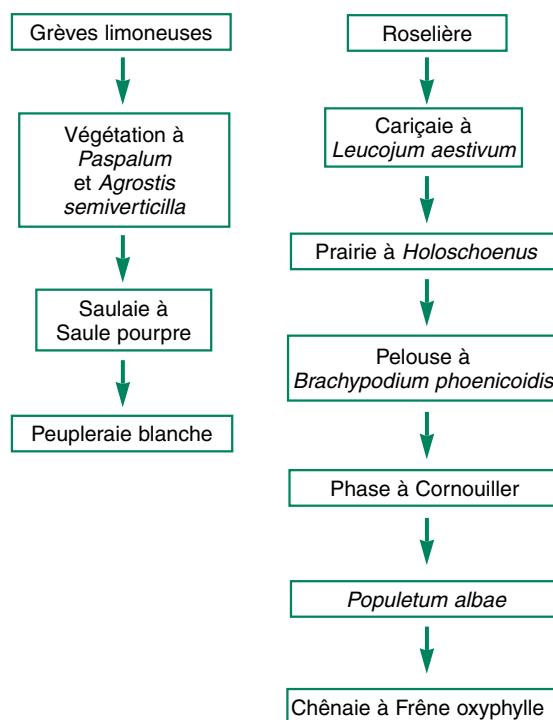 Grèves limoneuses
Végétation à
Paspalum
et Agrostis
semiverticilla
Saulaie à
Saule pourpre
Peupleraie blanche
Roselière
Cariçaie à
Leucojum aestivum
Prairie à Holoschoenus
Pelouse à
Brachypodium phoenicoidis
Phase à Cornouiller
Populetum albae
Chênaie à Frêne oxyphylle